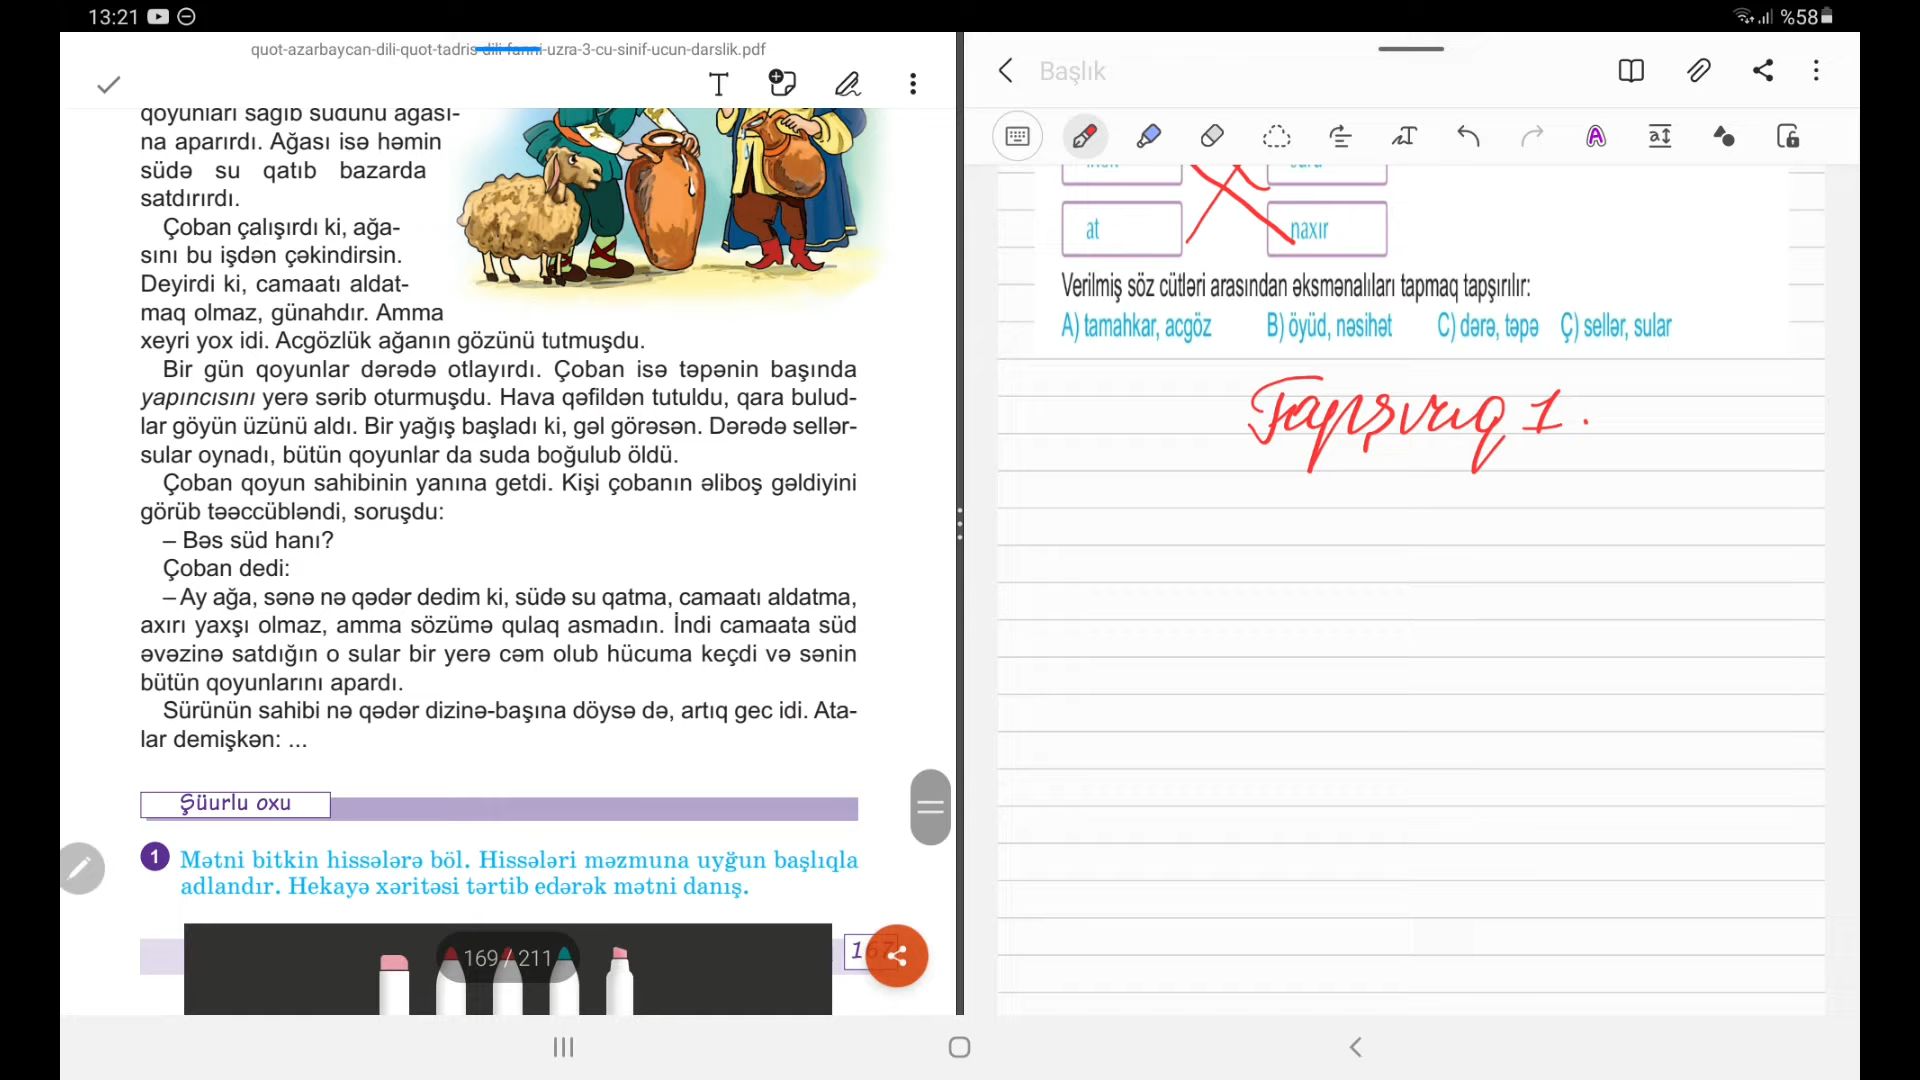 13:21
%58
quot-azarbaycan-dili-quot-tadris-dili-fanni-uzra-3-cu-sinif-ucun-darslik.pdf
qoyunları sağıb südünü ağası-
na aparırdı. Ağası isə həmin
südə su qatıb bazarda
satdırırdı.
Çoban çalışırdı ki, ağa-
sını bu işdən çəkindirsin.
Deyirdi ki, camaatı aldat-
maq olmaz, günahdır. Amma
xeyri yox idi. Acgözlük ağanın gözünü tutmuşdu.
Bir gün qoyunlar dərədə otlayırdı. Çoban isə təpənin başında
yapıncısını yerə sərib oturmuşdu. Hava qəfildən tutuldu, qara bulud-
lar göyün üzünü aldı. Bir yağış başladı ki, gəl görəsən. Dərədə sellər-
sular oynadı, bütün qoyunlar da suda boğulub öldü.
Çoban qoyun sahibinin yanına getdi. Kişi çobanın əliboş gəldiyini
görüb təəccübləndi, soruşdu:
– Bəs süd hanı?
Çoban dedi:
– Ay ağa, sənə nə qədər dedim ki, südə su qatma, camaatı aldatma,
axırı yaxşı olmaz, amma sözümə qulaq asmadın. İndi camaata süd
əvəzinə satdığın o sular bir yerə cəm olub hücuma keçdi və sənin
bütün qoyunlarını apardı.
Sürünün sahibi nə qədər dizinə-başına döysə də, artıq gec idi. Ata-
lar demişkən: ...
Şüurlu oxu
1 Mətni bitkin hissələrə böl. Hissələri məzmuna uyğun başlıqla
adlandır. Hekayə xəritəsi tərtib edərək mətni danış.
169 / 211
167
Başlık
at
naxır
Verilmiş söz cütləri arasından əksmənalıları tapmaq tapşırılır:
A) tamahkar, acgöz B) öyüd, nəsihət C) dərə, təpə Ç) sellər, sular
Tapşırıq 1.